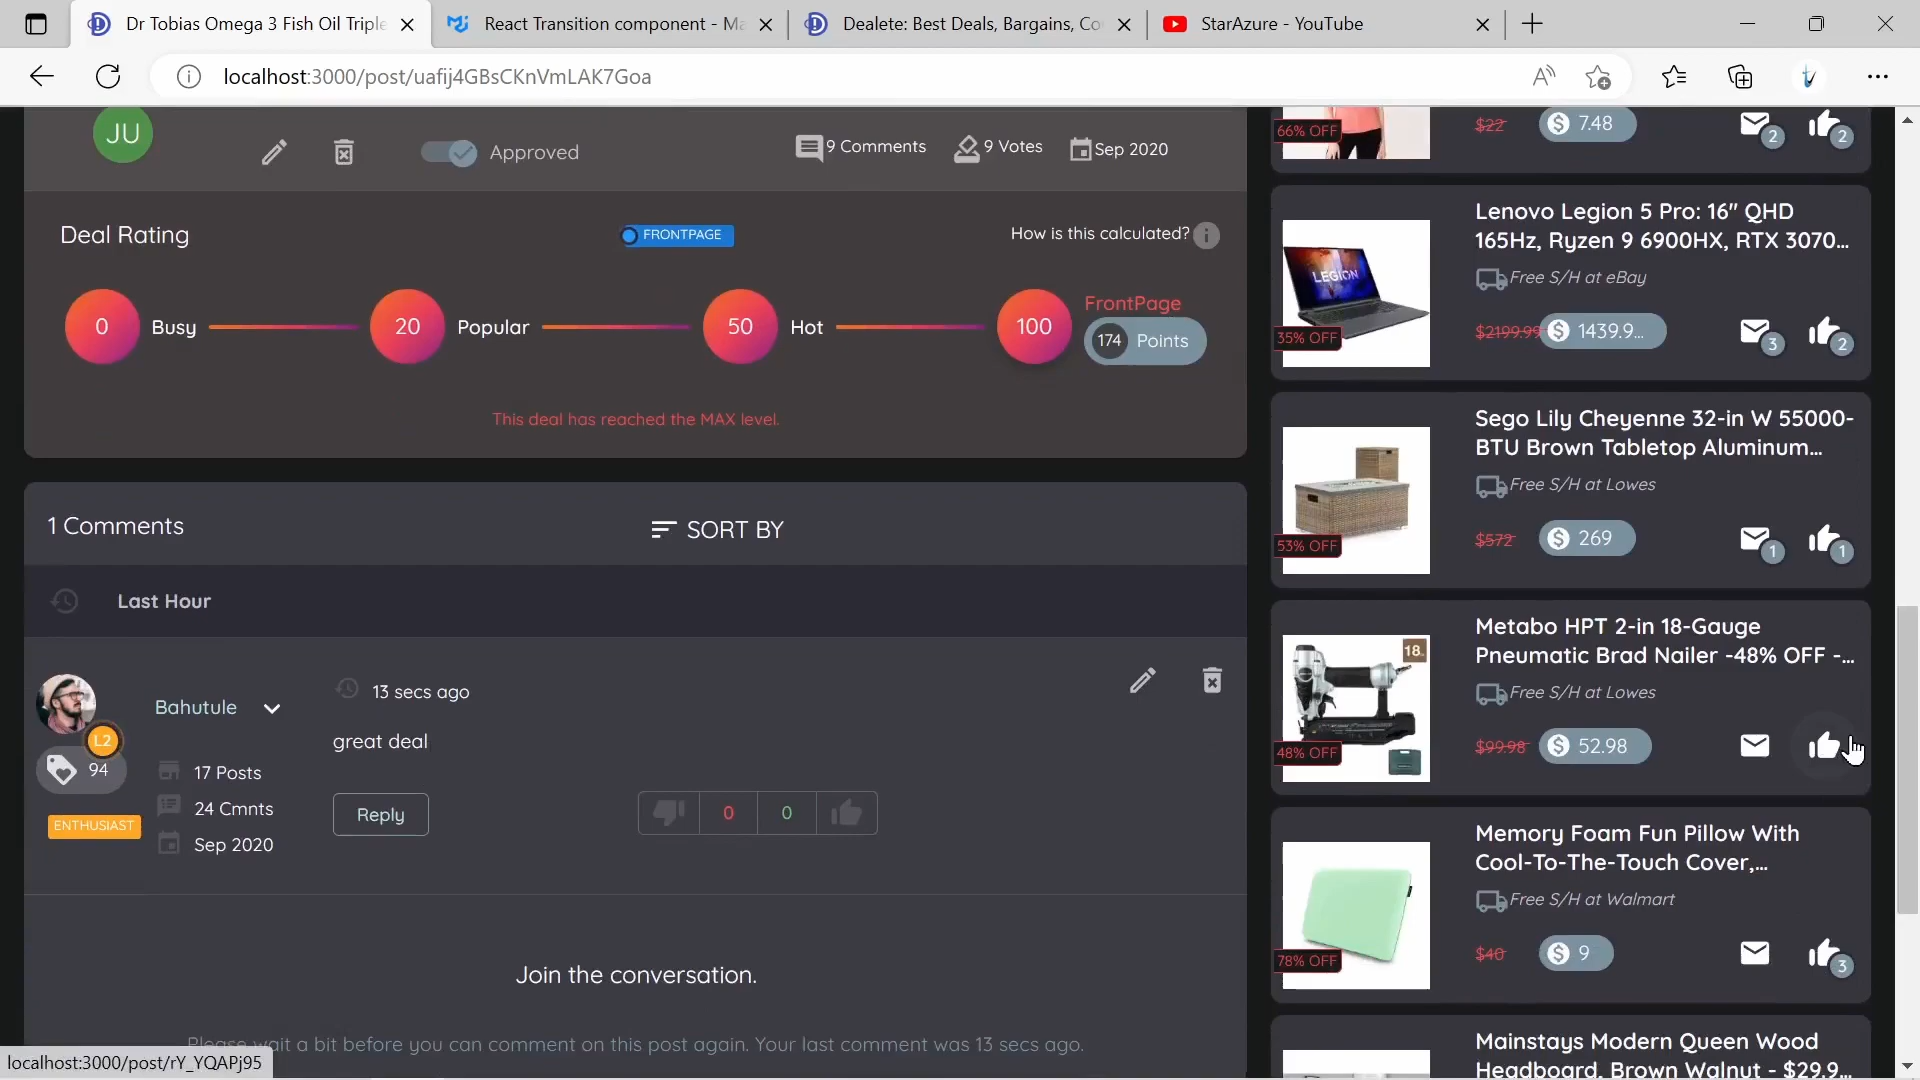 Dr Tobias Omega 3 Fish Oil Triple
React Transition component - Ma
Dealete: Best Deals, Bargains, Co
StarAzure - YouTube
localhost:3000/post/uafij4GBsCKnVmLAK7Goa
JU
Approved
9 Comments
9 Votes
Sep 2020
Deal Rating
FRONTPAGE
How is this calculated?
0 Busy
20 Popular
50 Hot
100
FrontPage
174 Points
This deal has reached the MAX level.
1 Comments
SORT BY
Last Hour
Bahutule
L2
94
ENTHUSIAST
17 Posts
24 Cmnts
Sep 2020
13 secs ago
great deal
Reply
0
0
Join the conversation.
Please wait a bit before you can comment on this post again. Your last comment was 13 secs ago.
localhost:3000/post/rY_YQAPj95
66% OFF
$22
$ 7.48
2
2
Lenovo Legion 5 Pro: 16" QHD
165Hz, Ryzen 9 6900HX, RTX 3070...
Free S/H at eBay
LEGION
35% OFF
$2199.99
$ 1439.9...
3
2
Sego Lily Cheyenne 32-in W 55000-
BTU Brown Tabletop Aluminum...
Free S/H at Lowes
53% OFF
$572
$ 269
1
1
Metabo HPT 2-in 18-Gauge
Pneumatic Brad Nailer -48% OFF -...
Free S/H at Lowes
48% OFF
$99.98
$ 52.98
Memory Foam Fun Pillow With
Cool-To-The-Touch Cover,...
Free S/H at Walmart
78% OFF
$40
$ 9
3
Mainstays Modern Queen Wood
Headboard, Brown Walnut - $29.9...